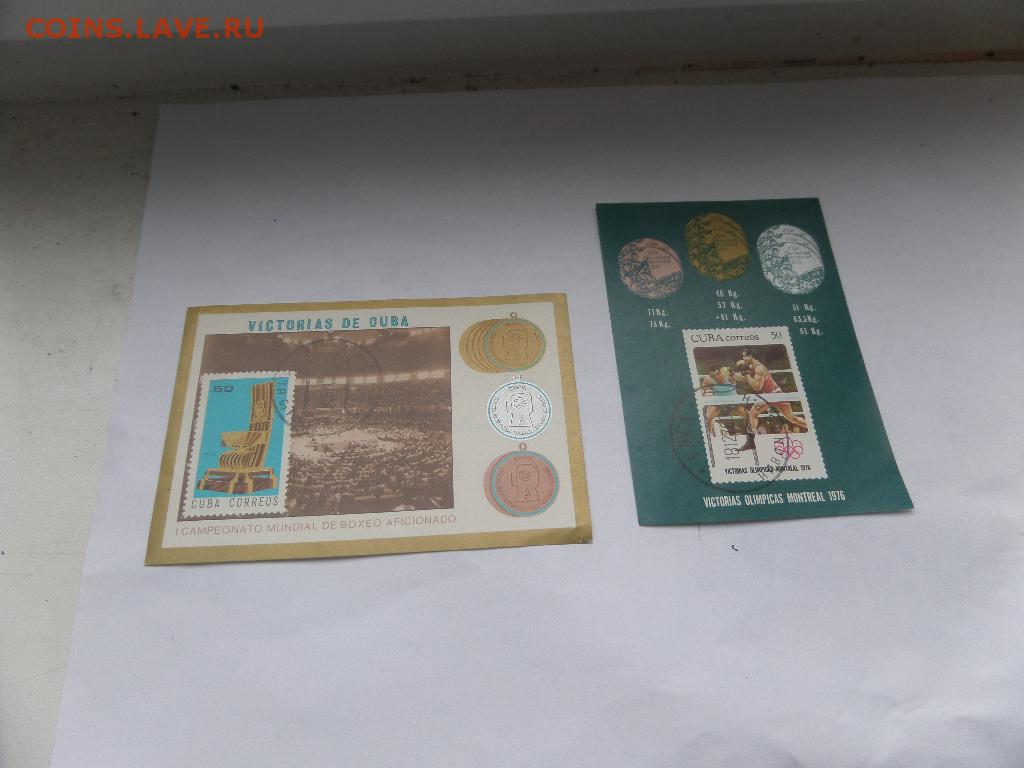 COINS.LAVE.RU
VICTORIAS DE CUBA
50
CUBA CORREOS
I CAMPEONATO MUNDIAL DE BOXEO AFICIONADO
48 Kg.
57 Kg.
+81 Kg.
71 Kg.
75 Kg.
51 Kg.
63.5 Kg.
81 Kg.
CUBA correos 50
VICTORIAS OLIMPICAS MONTREAL 1976
VICTORIAS OLIMPICAS MONTREAL 1976